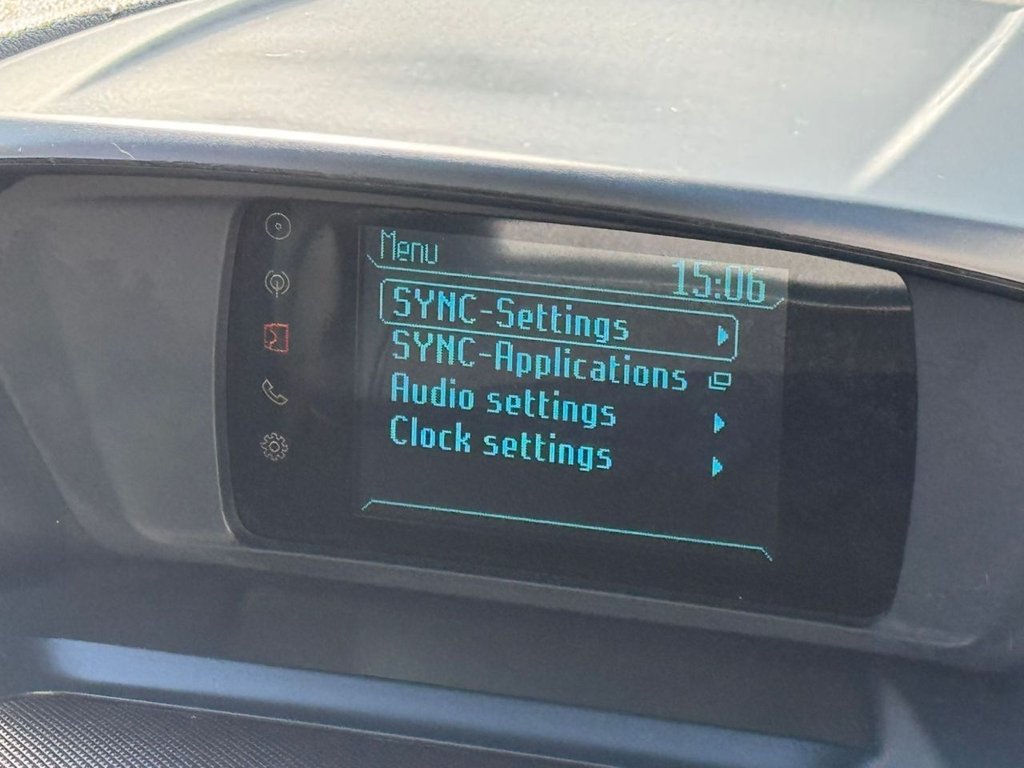 Menu
15:06
SYNC-Settings
SYNC-Applications
Audio settings
Clock settings